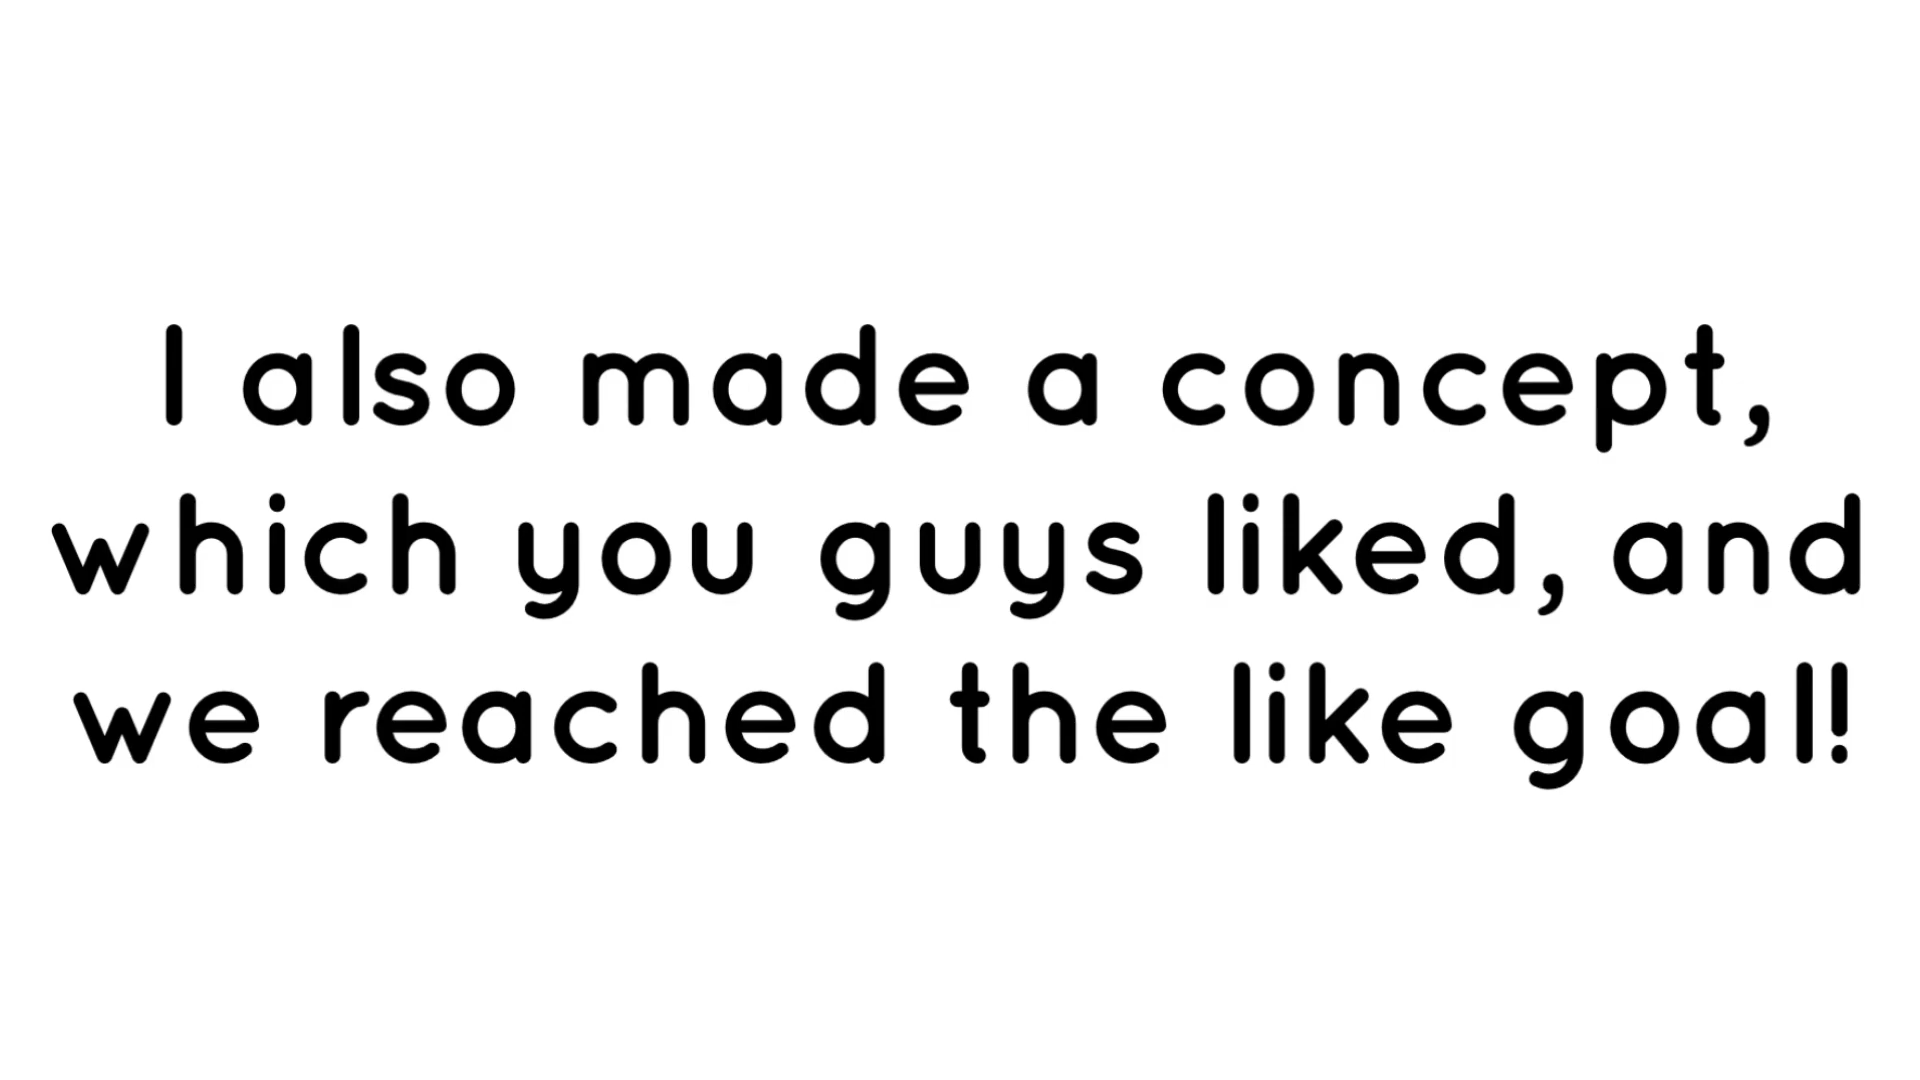 I also made a concept,
which you guys liked, and
we reached the like goal!